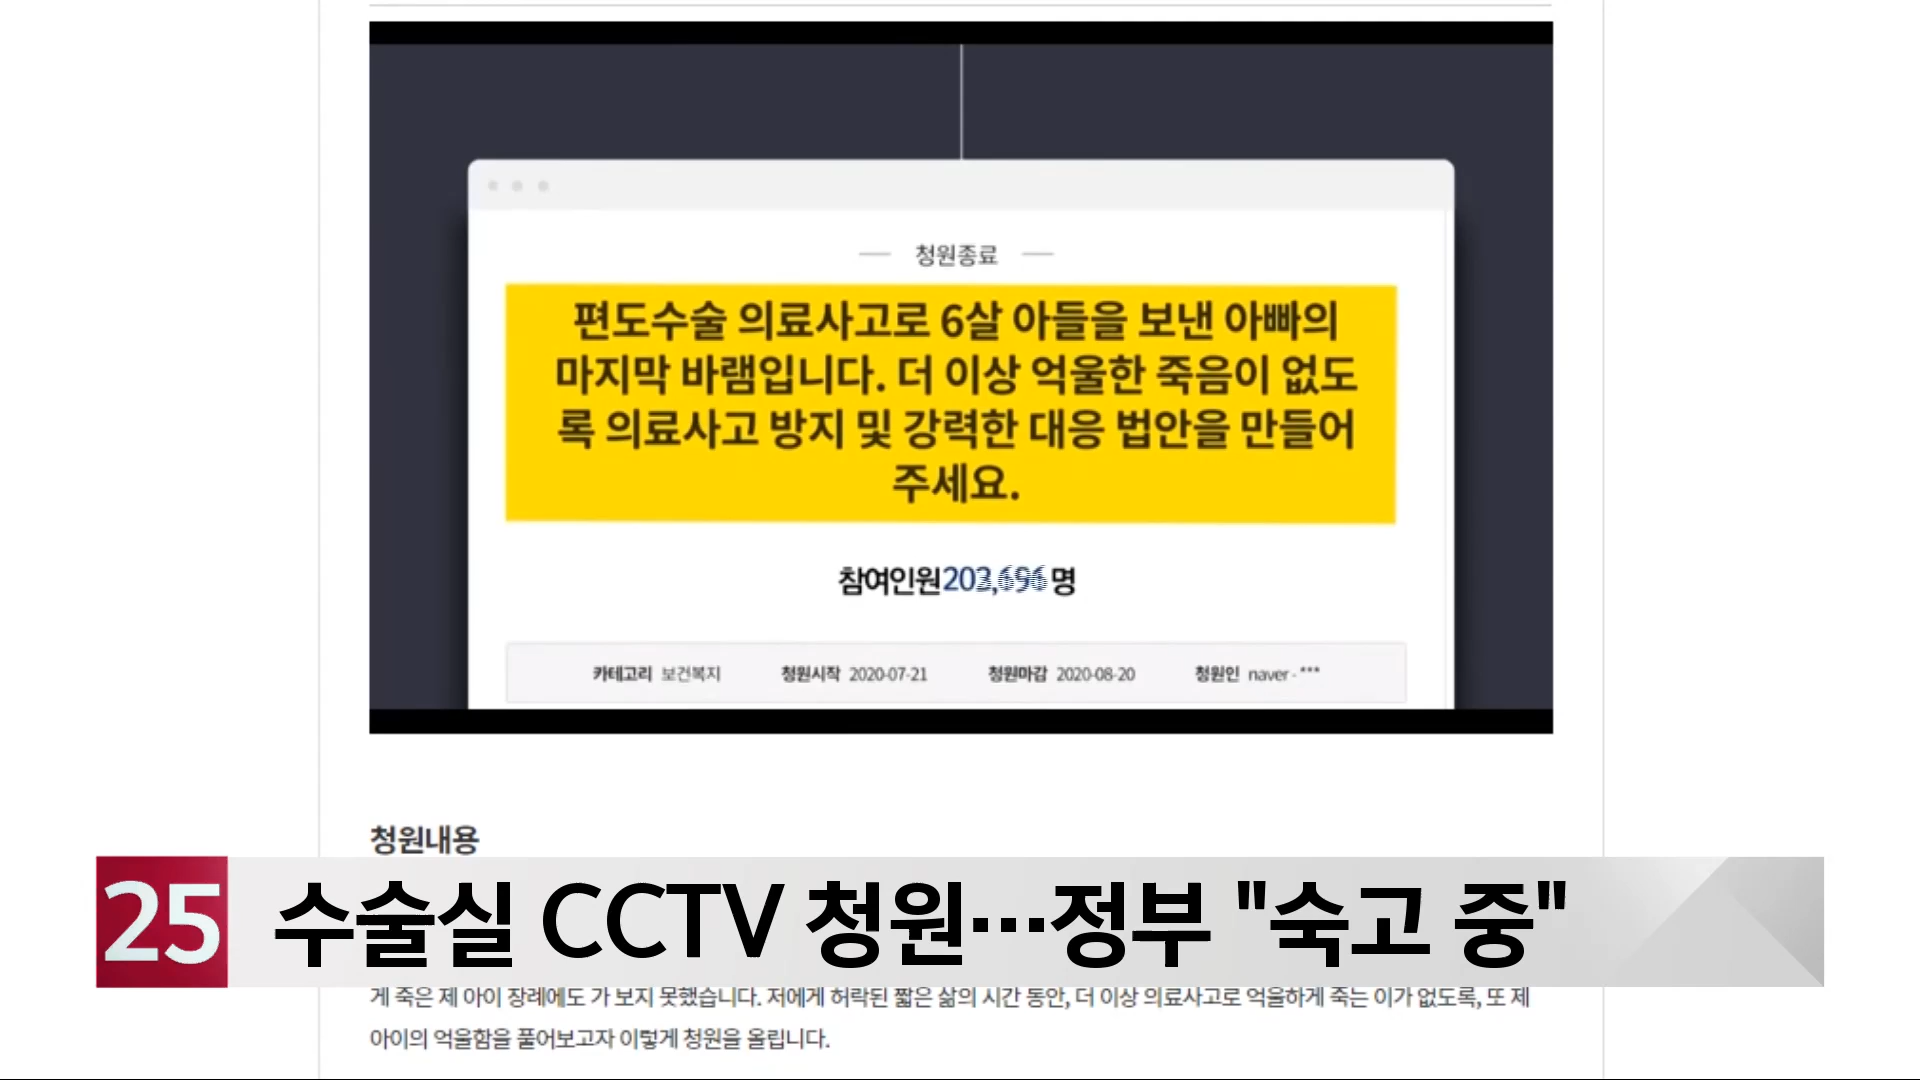 청원종료
편도수술 의료사고로 6살 아들을 보낸 아빠의
마지막 바램입니다. 더 이상 억울한 죽음이 없도
록 의료사고 방지 및 강력한 대응 법안을 만들어
주세요.
참여인원203,696명
카테고리 보건복지 청원시작 2020-07-21 청원마감 2020-08-20 청원인 naver - ***
청원내용
25 수술실 CCTV 청원…정부 "숙고 중"
게 죽은 제 아이 장례에도 가 보지 못했습니다. 저에게 허락된 짧은 삶의 시간 동안, 더 이상 의료사고로 억울하게 죽는 이가 없도록, 또 제
아이의 억울함을 풀어보고자 이렇게 청원을 올립니다.